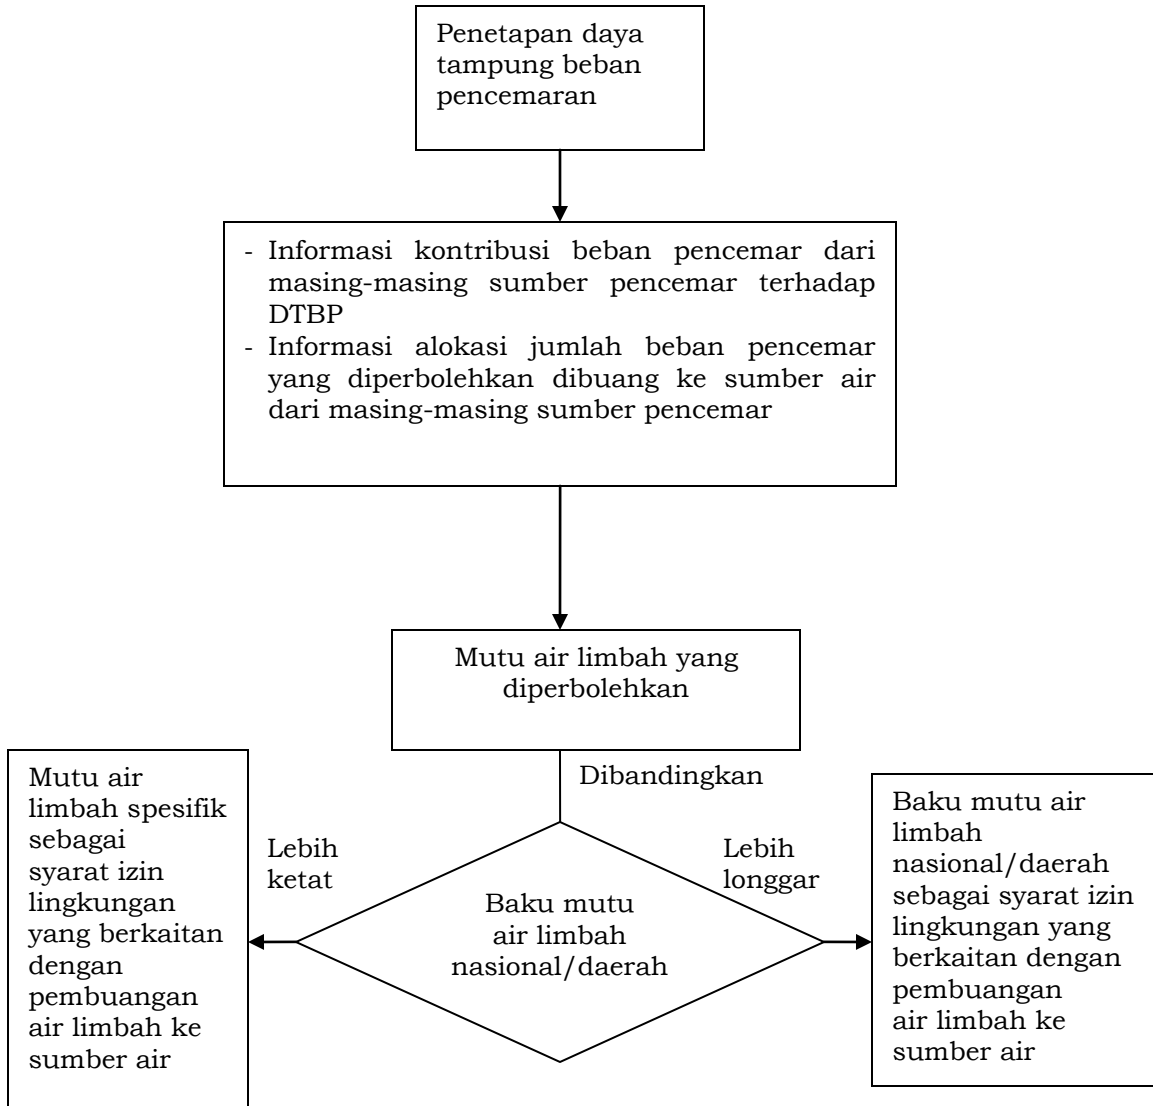 Penetapan daya
tampung beban
pencemaran
- Informasi kontribusi beban pencemar dari
masing-masing sumber pencemar terhadap
DTBP
- Informasi alokasi jumlah beban pencemar
yang diperbolehkan dibuang ke sumber air
dari masing-masing sumber pencemar
Mutu air limbah yang
diperbolehkan
Dibandingkan
Mutu air
limbah spesifik
sebagai
syarat izin
lingkungan
yang berkaitan
dengan
pembuangan
air limbah ke
sumber air
Lebih
ketat
Baku mutu
air limbah
nasional/daerah
Lebih
longgar
Baku mutu air
limbah
nasional/daerah
sebagai syarat izin
lingkungan yang
berkaitan dengan
pembuangan
air limbah ke
sumber air